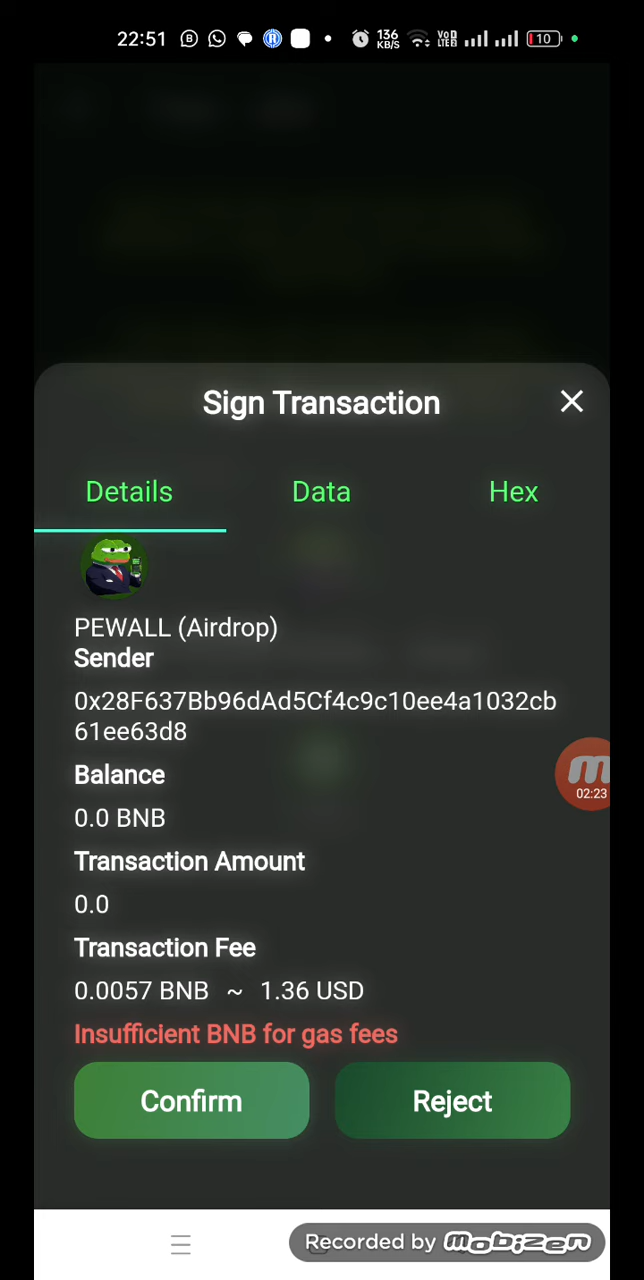 22:51 136 KB/S VoD LTE2 10
Sign Transaction
Details Data Hex
PEWALL (Airdrop)
Sender
0x28F637Bb96dAd5Cf4c9c10ee4a1032cb
61ee63d8
Balance
0.0 BNB
02:23
Transaction Amount
0.0
Transaction Fee
0.0057 BNB ~ 1.36 USD
Insufficient BNB for gas fees
Confirm Reject
Recorded by mobizen